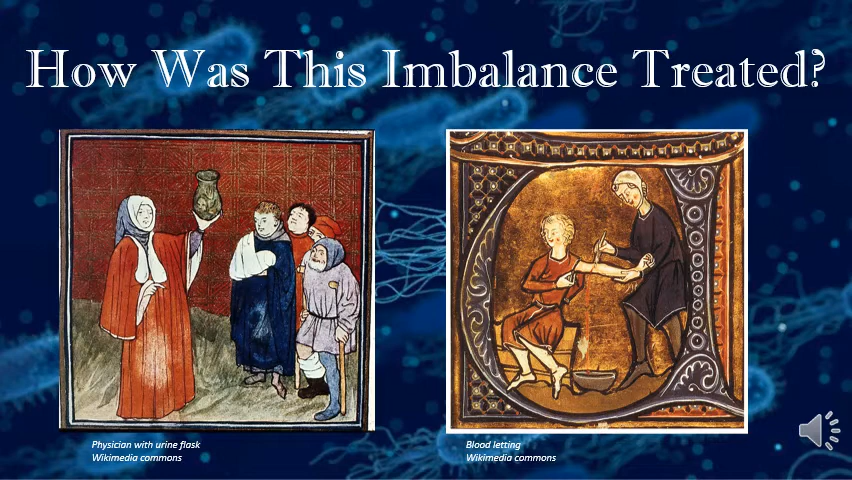 How Was This Imbalance Treated?
Physician with urine flask
Wikimedia commons
Blood letting
Wikimedia commons